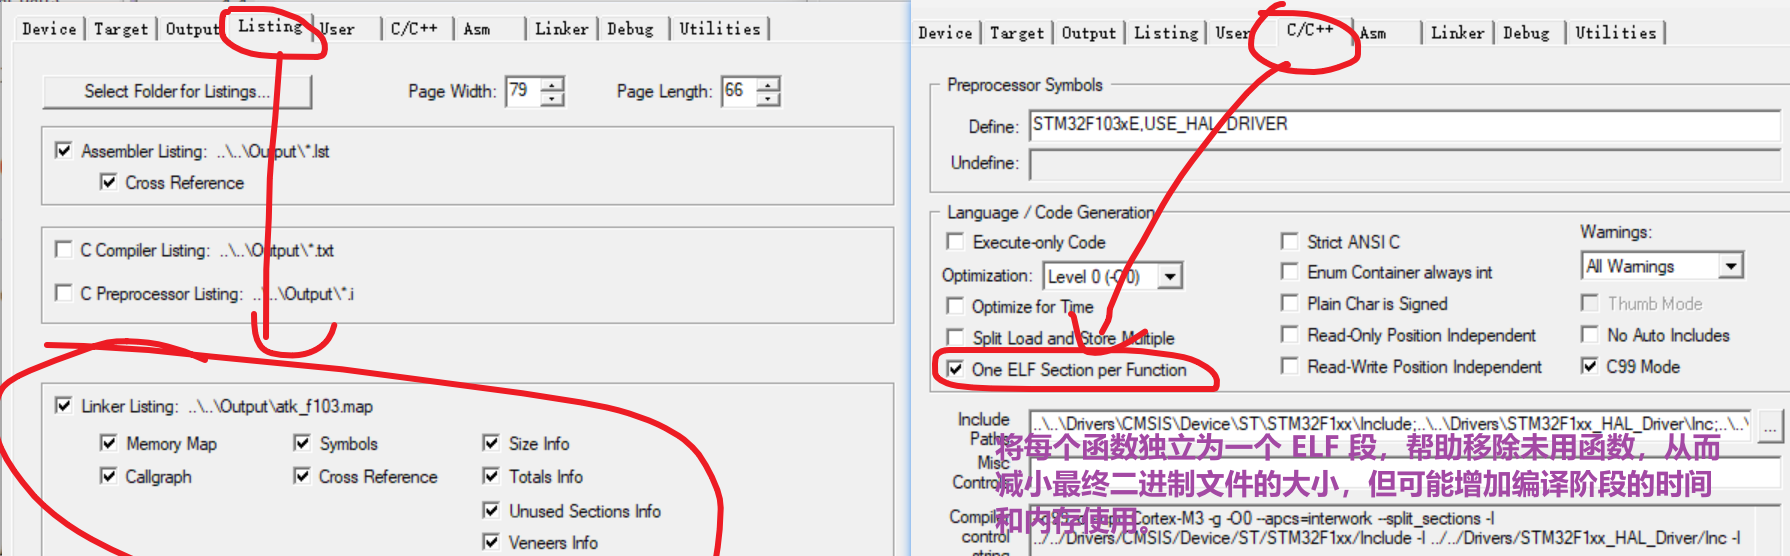 Device Target Output Listing User C/C++ Asm Linker Debug Utilities
Select Folder for Listings... Page Width: 79 Page Length: 66
Assembler Listing: ..\..\Output\*.lst
Cross Reference
C Compiler Listing: ..\..\Output\*.txt
C Preprocessor Listing: ..\..\Output\*.i
Linker Listing: ..\..\Output\atk_f103.map
Memory Map Symbols Size Info
Callgraph Cross Reference Totals Info
Unused Sections Info
Veneers Info
Device Target Output Listing User C/C++ Asm Linker Debug Utilities
Preprocessor Symbols
Define: STM32F103xE,USE_HAL_DRIVER
Undefine:
Language / Code Generation
Execute-only Code Strict ANSI C Warnings:
Optimization: Level 0 (-O0) Enum Container always int All Warnings
Optimize for Time Plain Char is Signed Thumb Mode
Split Load and Store Multiple Read-Only Position Independent No Auto Includes
One ELF Section per Function Read-Write Position Independent C99 Mode
Include ..\..\Drivers\CMSIS\Device\ST\STM32F1xx\Include;..\..\Drivers\STM32F1xx_HAL_Driver\Inc;..\..\ ...
Paths
将每个函数独立为一个 ELF 段，帮助移除未用函数，从而
Misc
减小最终二进制文件的大小，但可能增加编译阶段的时间
Controls
和内存使用。
Compiler Cortex-M3 -g -O0 --apcs=interwork --split_sections -I
control ../../Drivers/CMSIS/Device/ST/STM32F1xx/Include -I ../../Drivers/STM32F1xx_HAL_Driver/Inc -I
string